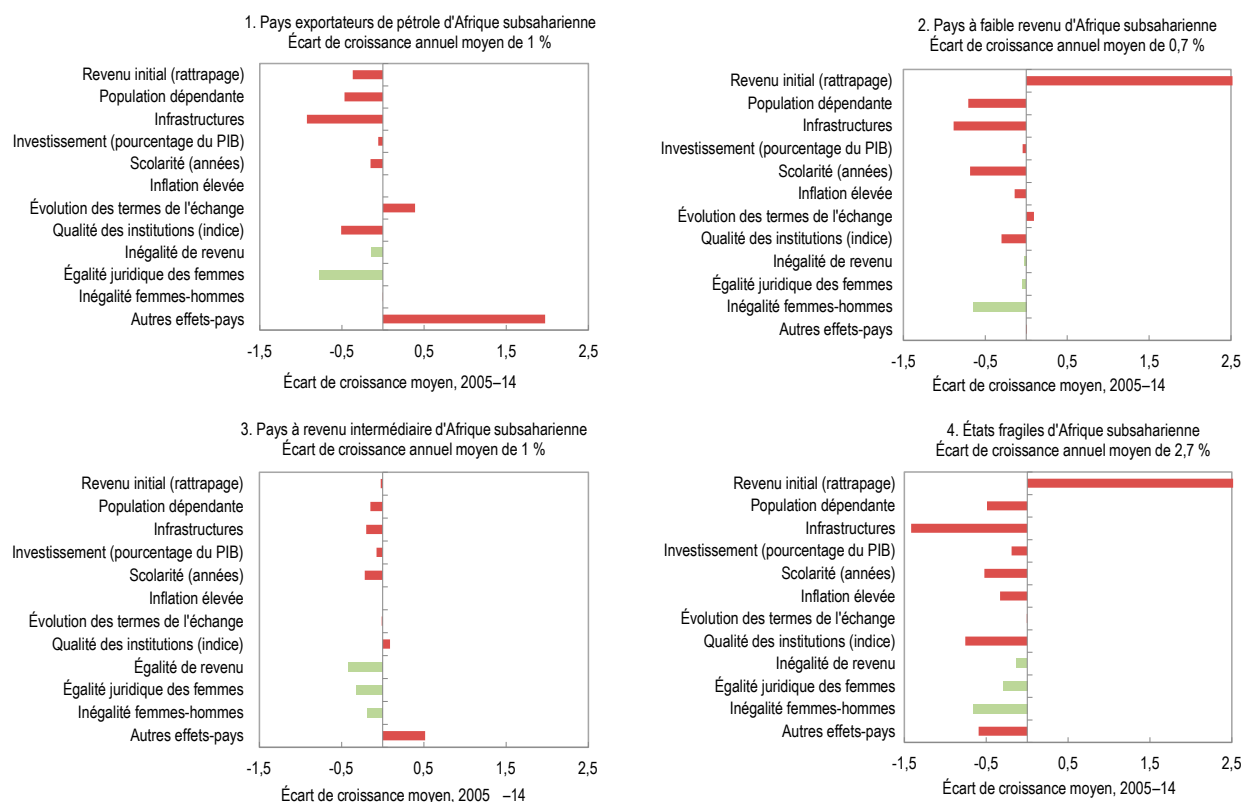 1. Pays exportateurs de pétrole d'Afrique subsaharienne
Écart de croissance annuel moyen de 1 %
Revenu initial (rattrapage)
Population dépendante
Infrastructures
Investissement (pourcentage du PIB)
Scolarité (années)
Inflation élevée
Évolution des termes de l'échange
Qualité des institutions (indice)
Inégalité de revenu
Égalité juridique des femmes
Inégalité femmes-hommes
Autres effets-pays
-1,5 -0,5 0,5 1,5 2,5
Écart de croissance moyen, 2005–14
2. Pays à faible revenu d'Afrique subsaharienne
Écart de croissance annuel moyen de 0,7 %
Revenu initial (rattrapage)
Population dépendante
Infrastructures
Investissement (pourcentage du PIB)
Scolarité (années)
Inflation élevée
Évolution des termes de l'échange
Qualité des institutions (indice)
Inégalité de revenu
Égalité juridique des femmes
Inégalité femmes-hommes
Autres effets-pays
-1,5 -0,5 0,5 1,5 2,5
Écart de croissance moyen, 2005–14
3. Pays à revenu intermédiaire d'Afrique subsaharienne
Écart de croissance annuel moyen de 1 %
Revenu initial (rattrapage)
Population dépendante
Infrastructures
Investissement (pourcentage du PIB)
Scolarité (années)
Inflation élevée
Évolution des termes de l'échange
Qualité des institutions (indice)
Égalité de revenu
Égalité juridique des femmes
Inégalité femmes-hommes
Autres effets-pays
-1,5 -0,5 0,5 1,5 2,5
Écart de croissance moyen, 2005 –14
4. États fragiles d'Afrique subsaharienne
Écart de croissance annuel moyen de 2,7 %
Revenu initial (rattrapage)
Population dépendante
Infrastructures
Investissement (pourcentage du PIB)
Scolarité (années)
Inflation élevée
Évolution des termes de l'échange
Qualité des institutions (indice)
Inégalité de revenu
Égalité juridique des femmes
Inégalité femmes-hommes
Autres effets-pays
-1,5 -0,5 0,5 1,5 2,5
Écart de croissance moyen, 2005–14